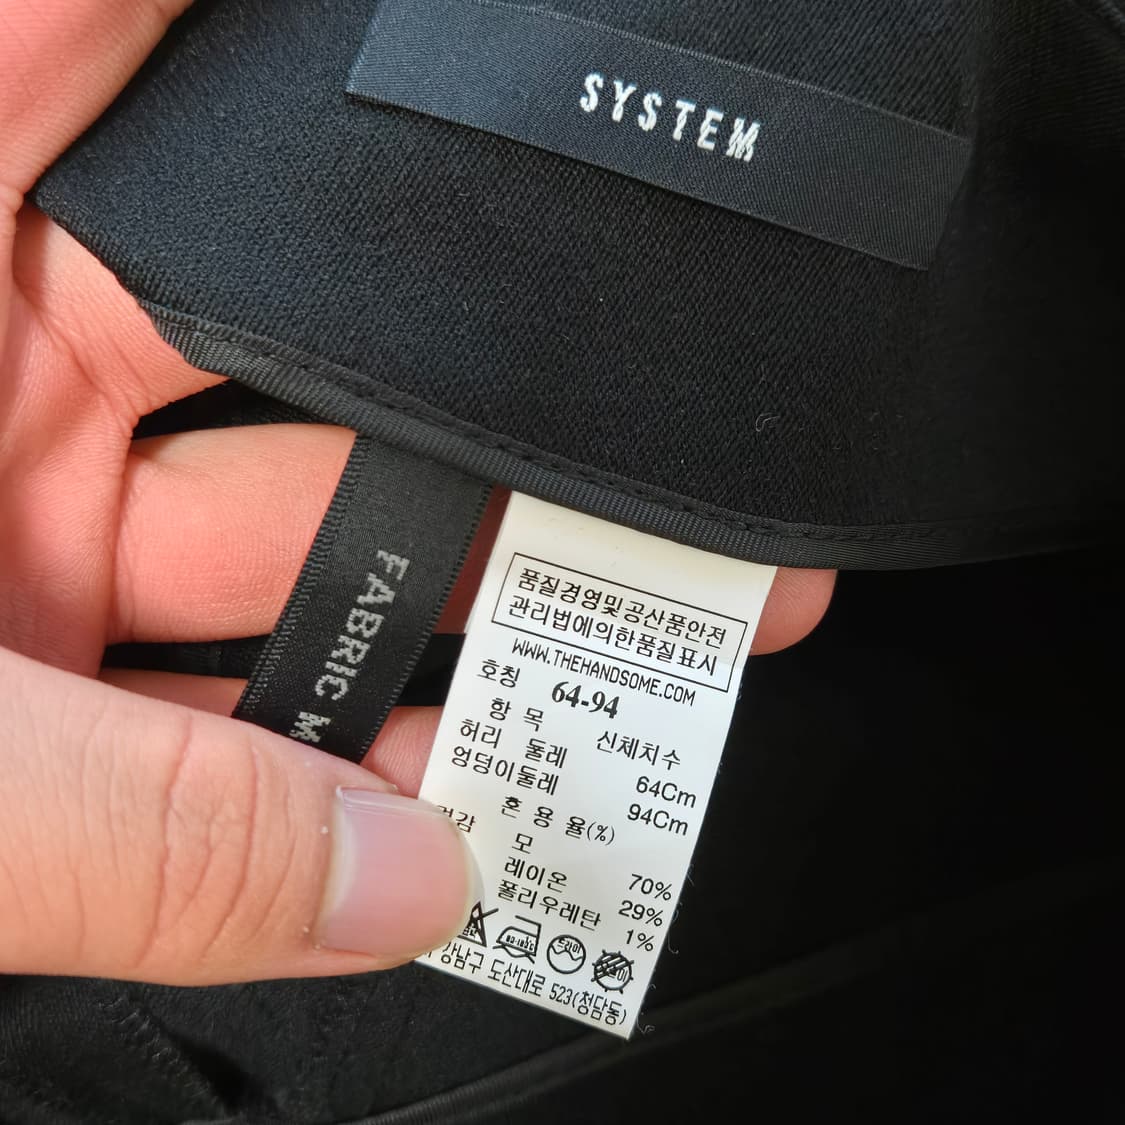 SYSTEM
FABRIC
품질경영및공산품안전
관리법에의한품질표시
WWW.THEHANDSOME.COM
호칭 64-94
항 목 신체치수
허리 둘레 64Cm
엉덩이둘레 94Cm
혼 용 율(%)
모 70%
레이온 29%
폴리우레탄 1%
드라이
강남구 도산대로 523(청담동)